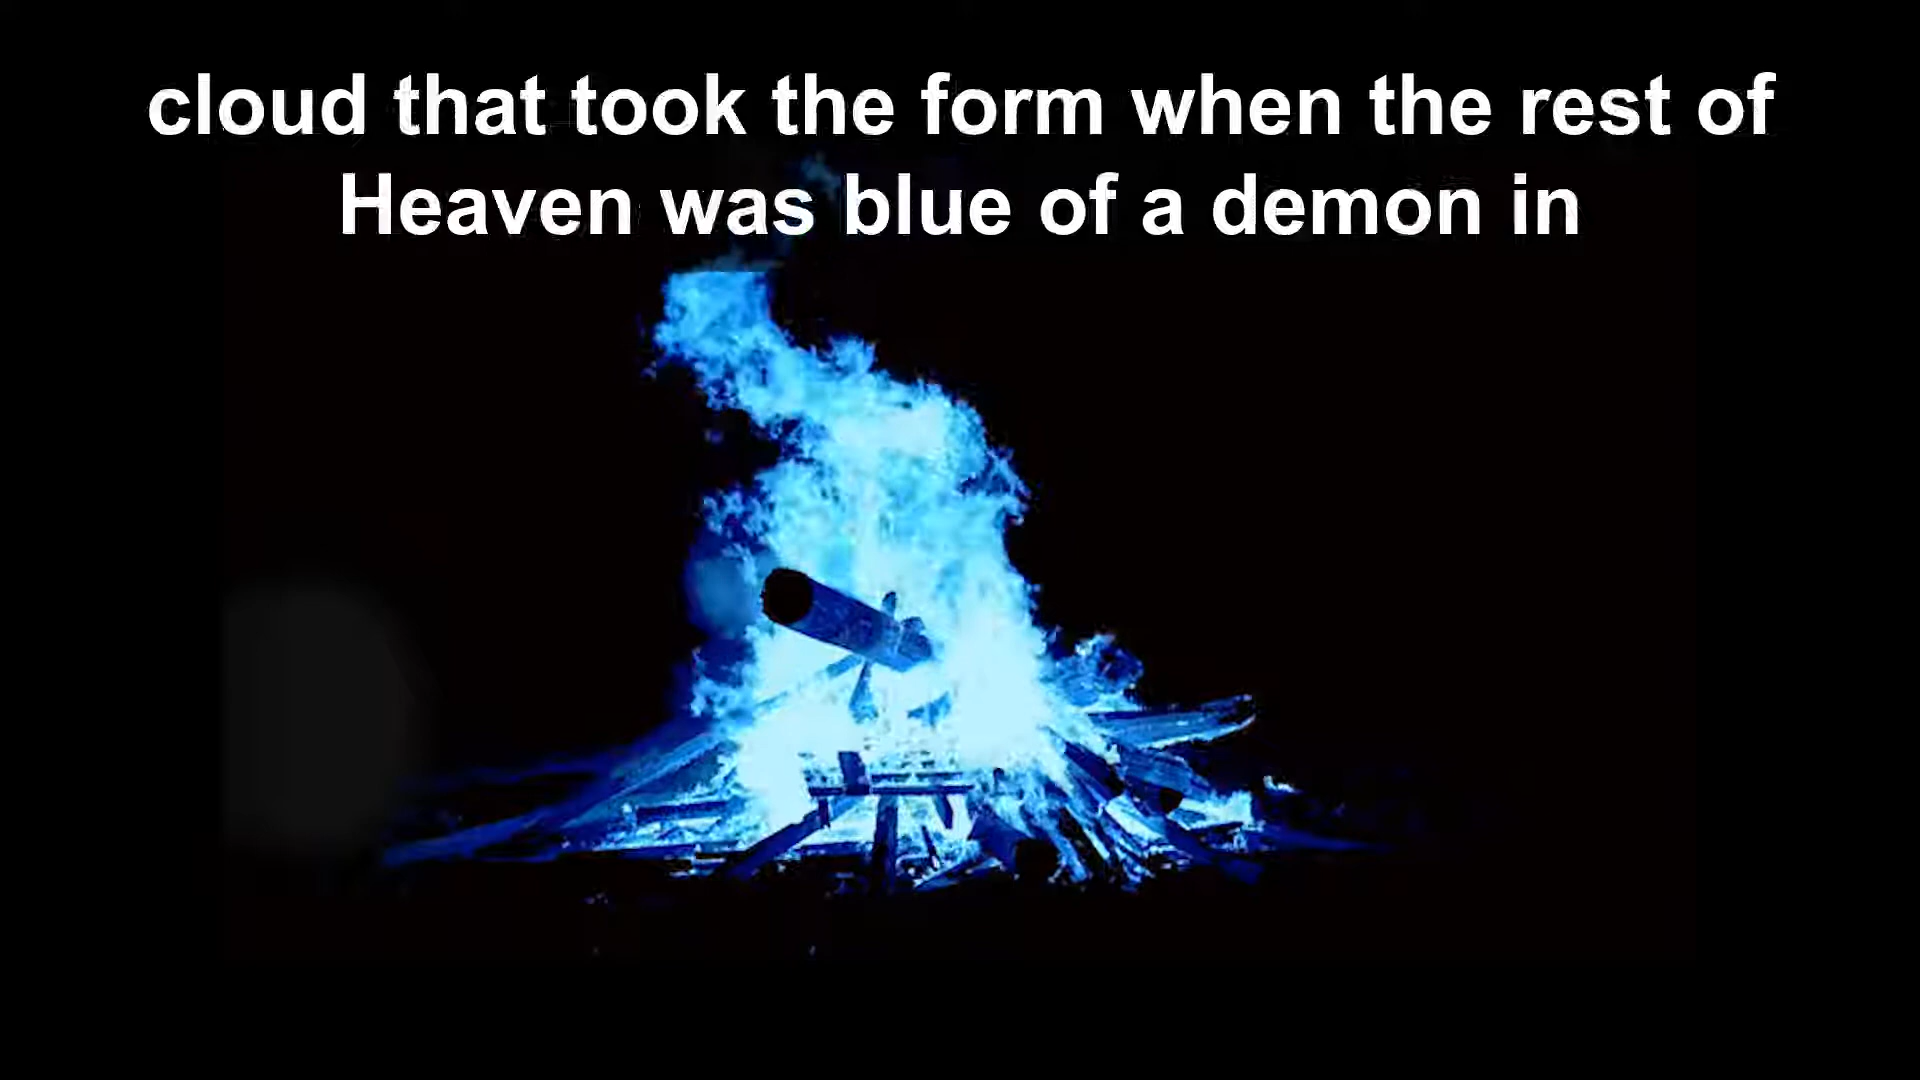 cloud that took the form when the rest of
Heaven was blue of a demon in